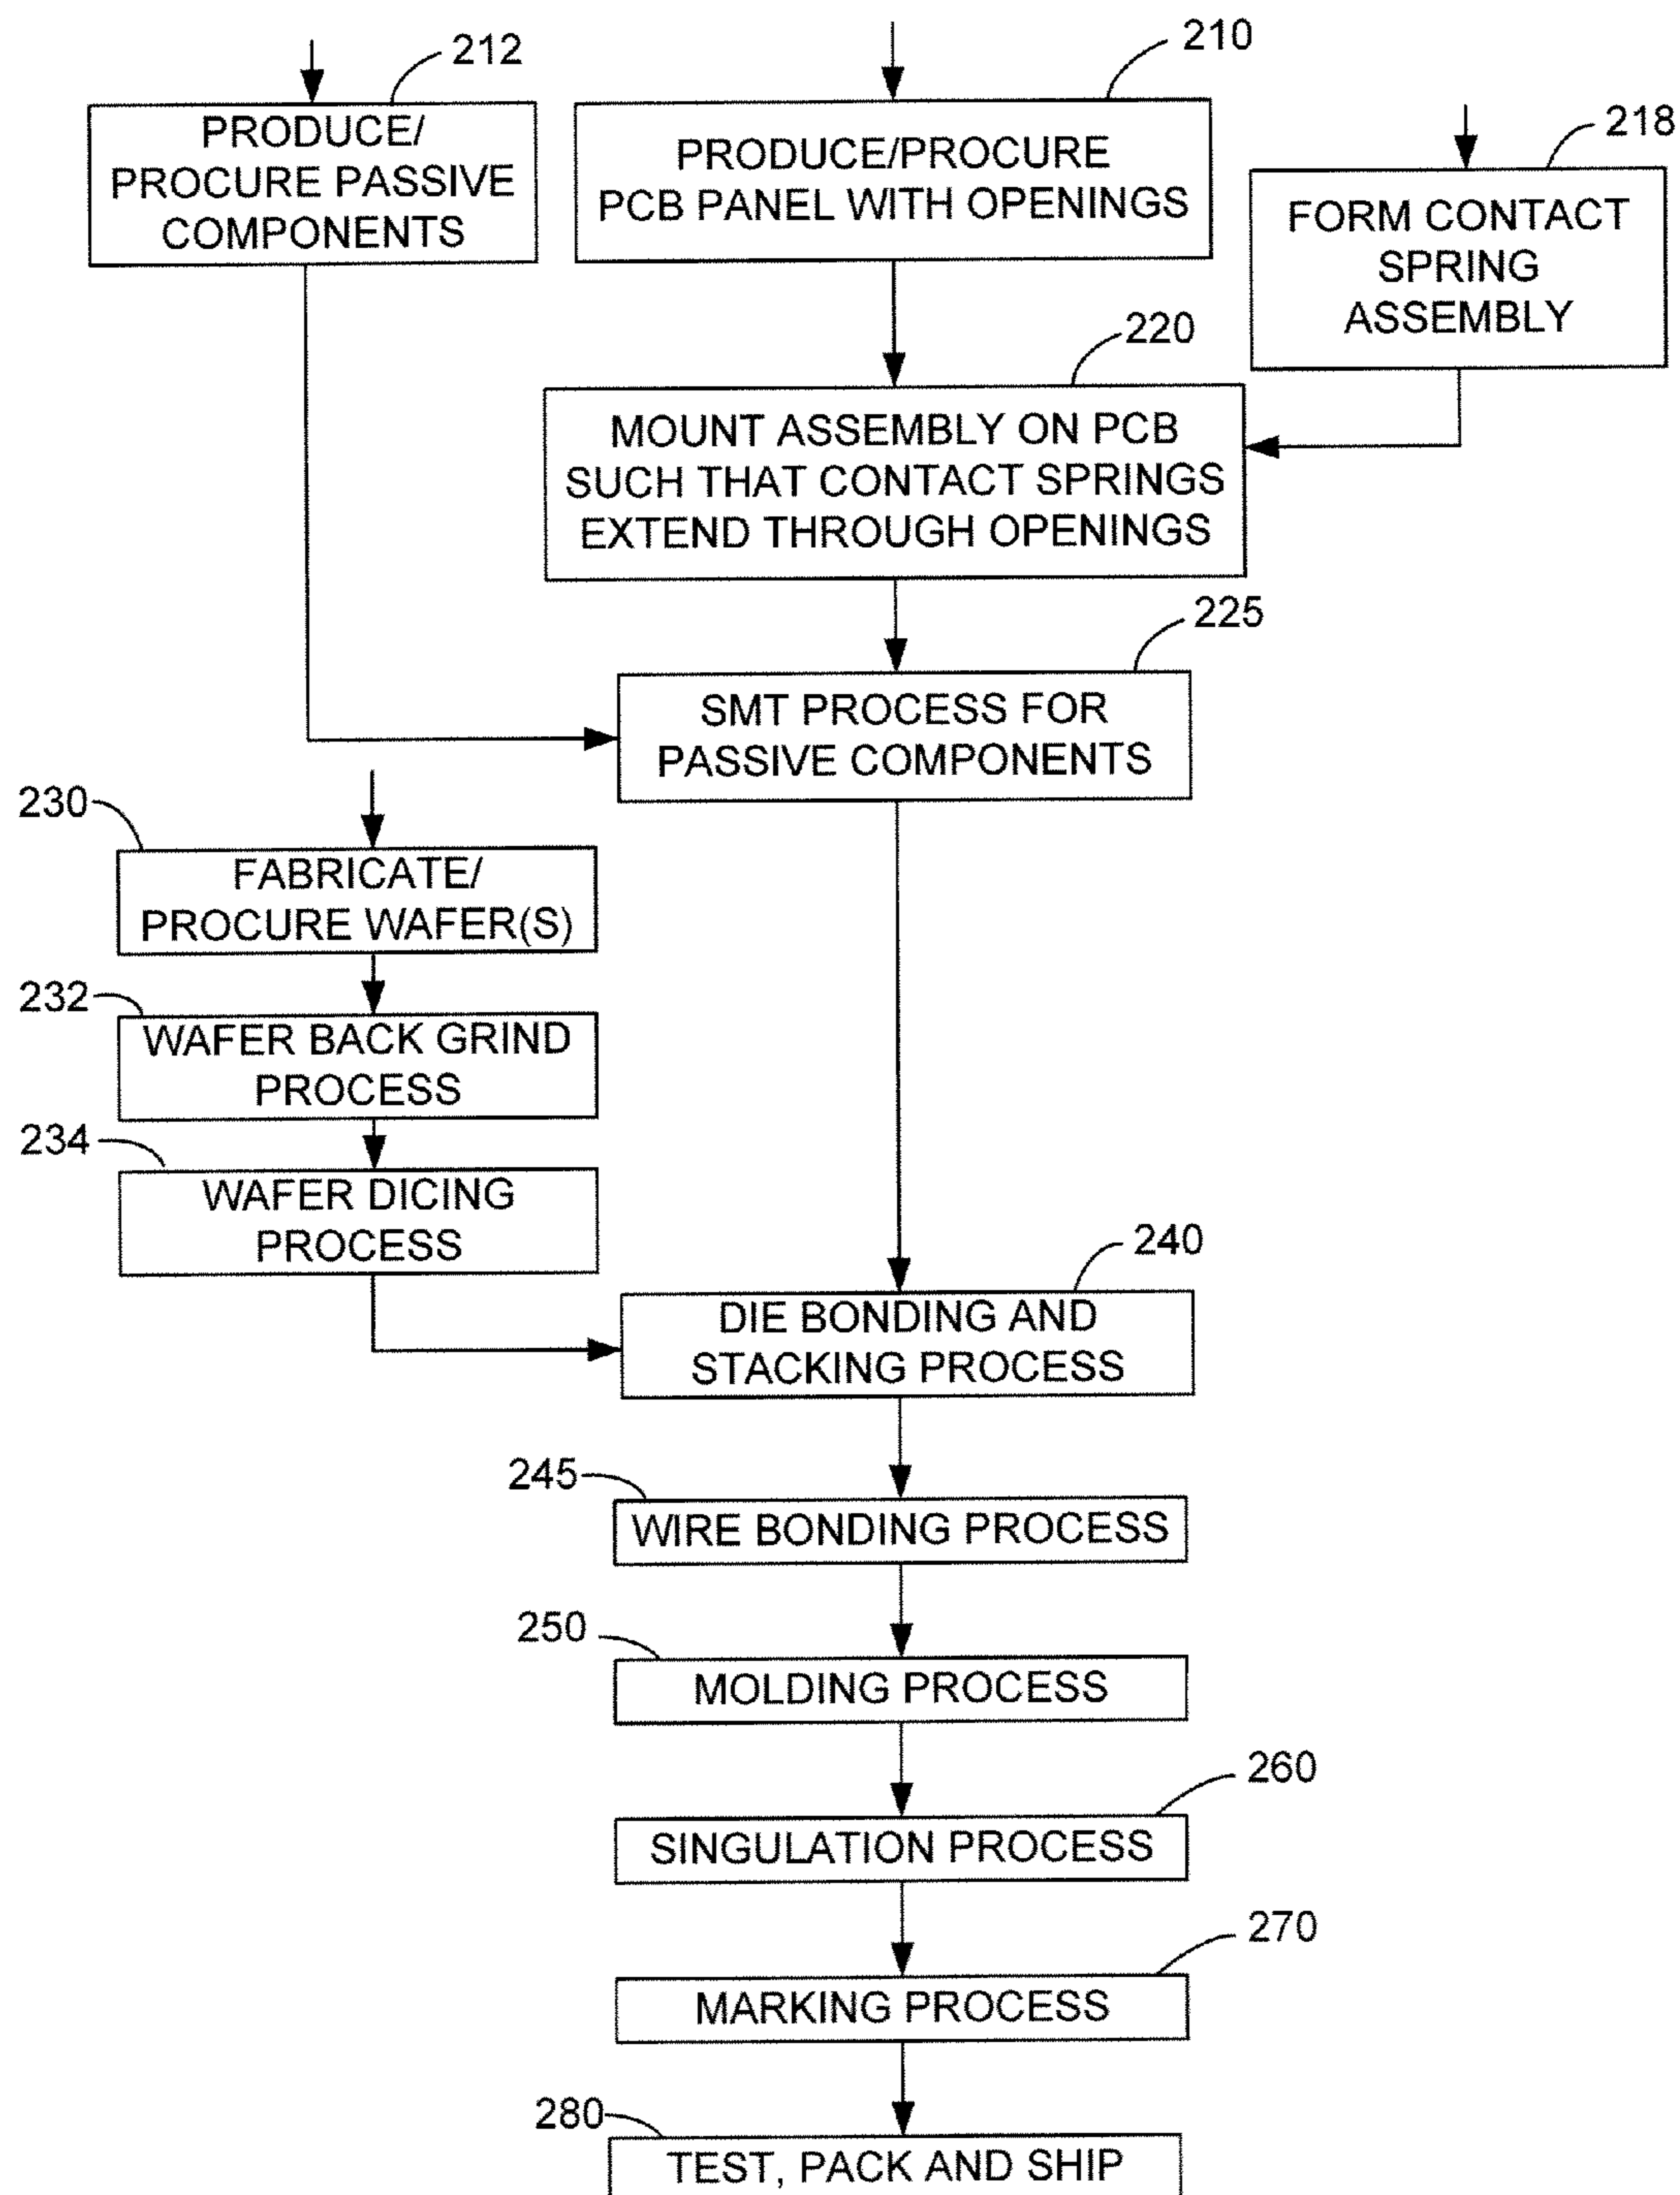 212
PRODUCE/
PROCURE PASSIVE
COMPONENTS
210
PRODUCE/PROCURE
PCB PANEL WITH OPENINGS
218
FORM CONTACT
SPRING
ASSEMBLY
220
MOUNT ASSEMBLY ON PCB
SUCH THAT CONTACT SPRINGS
EXTEND THROUGH OPENINGS
225
SMT PROCESS FOR
PASSIVE COMPONENTS
230
FABRICATE/
PROCURE WAFER(S)
232
WAFER BACK GRIND
PROCESS
234
WAFER DICING
PROCESS
240
DIE BONDING AND
STACKING PROCESS
245
WIRE BONDING PROCESS
250
MOLDING PROCESS
260
SINGULATION PROCESS
270
MARKING PROCESS
280
TEST, PACK AND SHIP